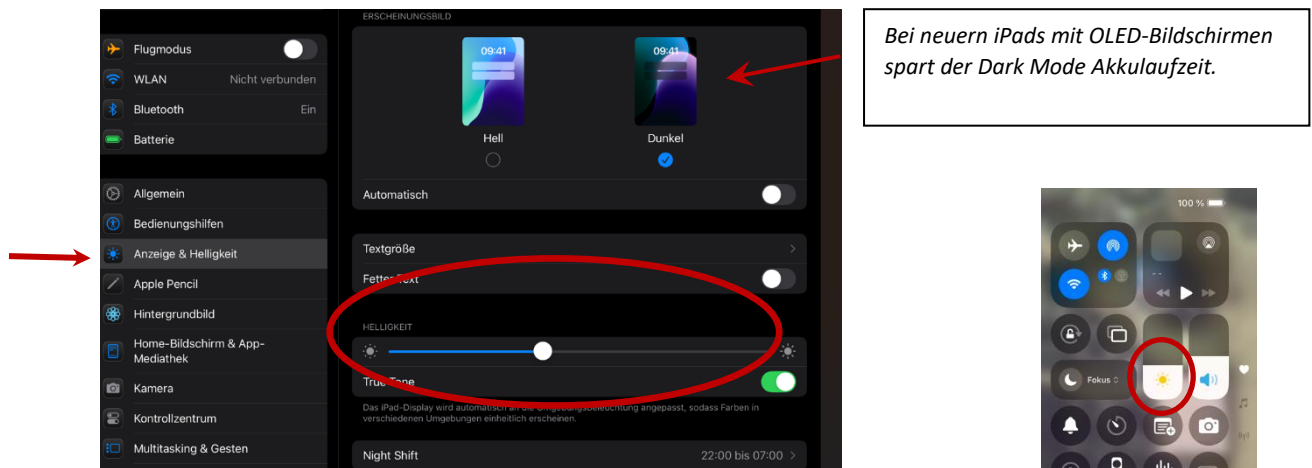 Flugmodus
WLAN Nicht verbunden
Bluetooth Ein
Batterie
Allgemein
Bedienungshilfen
Anzeige & Helligkeit
Apple Pencil
Hintergrundbild
Home-Bildschirm & App-
Mediathek
Kamera
Kontrollzentrum
Multitasking & Gesten
ERSCHEINUNGSBILD
09:41 09:41
Hell Dunkel
Automatisch
Textgröße
Fetter Text
HELLIGKEIT
True Tone
Das iPad-Display wird automatisch an die Umgebungsbeleuchtung angepasst, sodass Farben in
verschiedenen Umgebungen einheitlich erscheinen.
Night Shift 22:00 bis 07:00
Bei neuern iPads mit OLED-Bildschirmen
spart der Dark Mode Akkulaufzeit.
100 %
Fokus